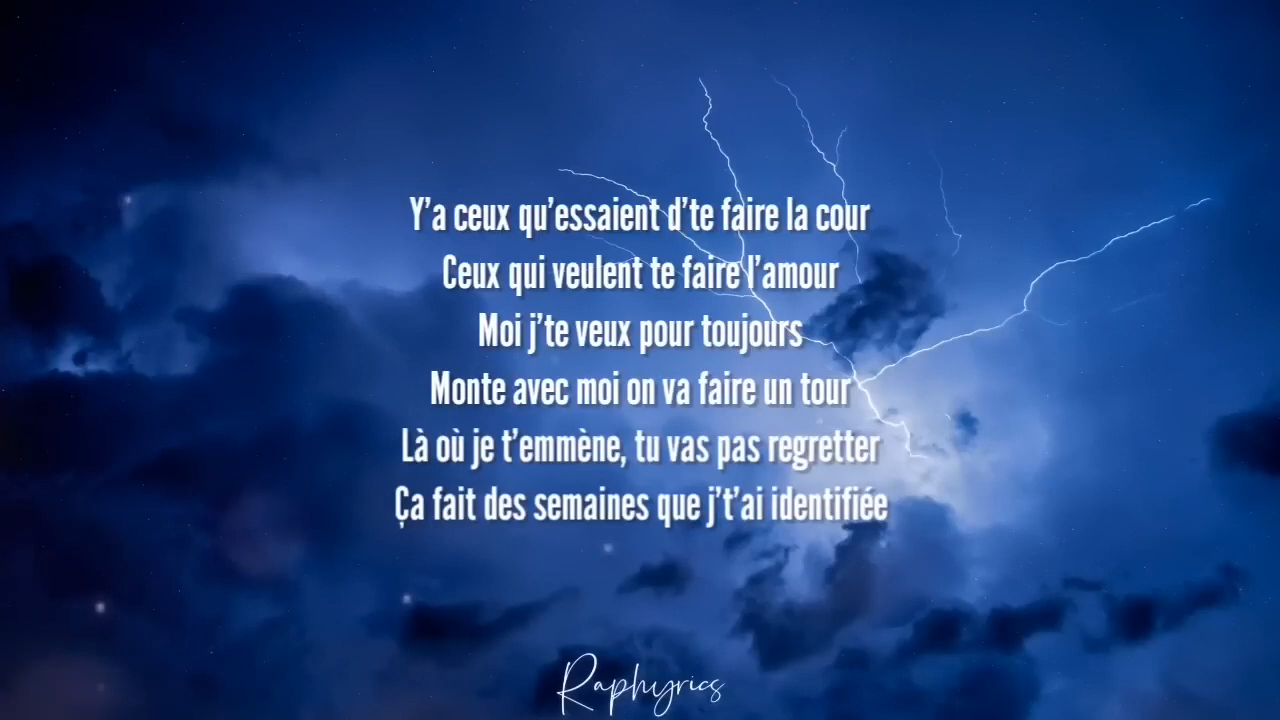 Y'a ceux qu'essaient d'te faire la cour
Ceux qui veulent te faire l'amour
Moi j'te veux pour toujours
Monte avec moi on va faire un tour
Là où je t'emmène, tu vas pas regretter
Ça fait des semaines que j't'ai identifiée
Raphyrics